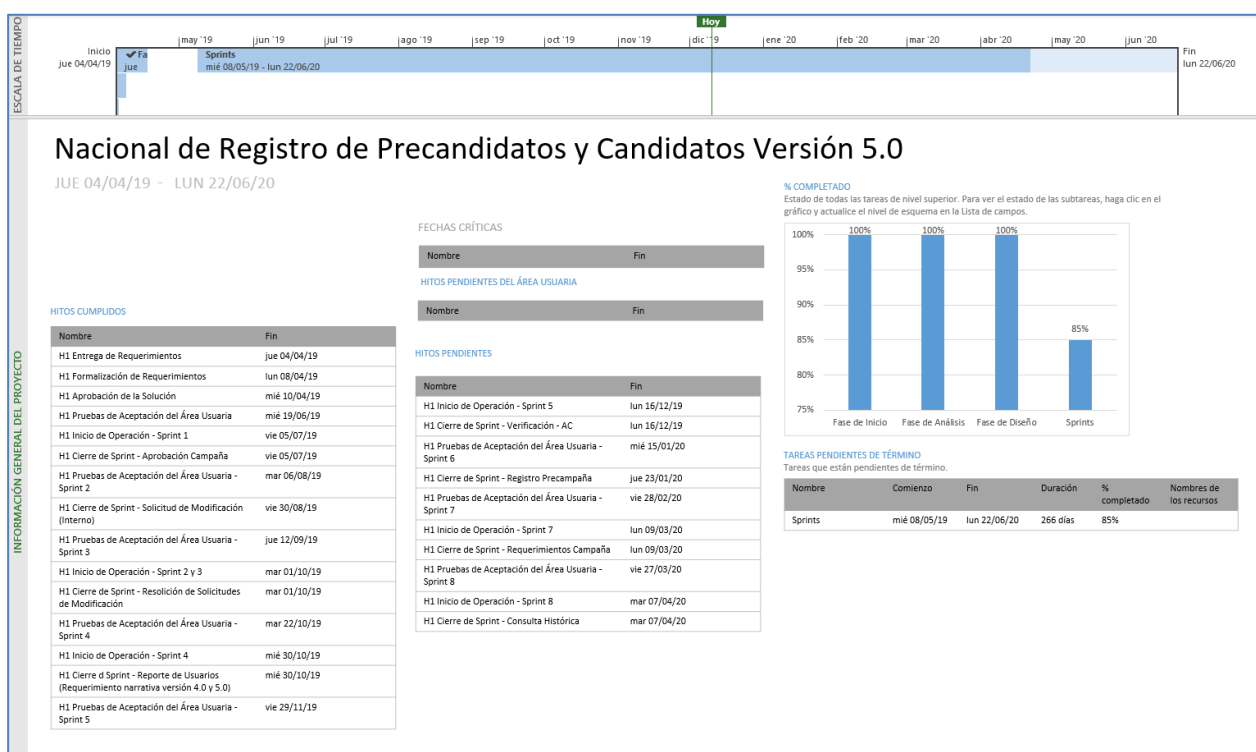 ESCALA DE TIEMPO
Hoy
may '19
jun '19
jul '19
ago '19
sep '19
oct '19
nov '19
dic '19
ene '20
feb '20
mar '20
abr '20
may '20
jun '20
Inicio
jue 04/04/19
Fa
jue
Sprints
mié 08/05/19 - lun 22/06/20
Fin
lun 22/06/20
INFORMACIÓN GENERAL DEL PROYECTO
Nacional de Registro de Precandidatos y Candidatos Versión 5.0
JUE 04/04/19 - LUN 22/06/20
HITOS CUMPLIDOS
Nombre Fin
H1 Entrega de Requerimientos jue 04/04/19
H1 Formalización de Requerimientos lun 08/04/19
H1 Aprobación de la Solución mié 10/04/19
H1 Pruebas de Aceptación del Área Usuaria mié 19/06/19
H1 Inicio de Operación - Sprint 1 vie 05/07/19
H1 Cierre de Sprint - Aprobación Campaña vie 05/07/19
H1 Pruebas de Aceptación del Área Usuaria - mar 06/08/19
Sprint 2
H1 Cierre de Sprint - Solicitud de Modificación vie 30/08/19
(Interno)
H1 Pruebas de Aceptación del Área Usuaria - jue 12/09/19
Sprint 3
H1 Inicio de Operación - Sprint 2 y 3 mar 01/10/19
H1 Cierre de Sprint - Resolición de Solicitudes mar 01/10/19
de Modificación
H1 Pruebas de Aceptación del Área Usuaria - mar 22/10/19
Sprint 4
H1 Inicio de Operación - Sprint 4 mié 30/10/19
H1 Cierre d Sprint - Reporte de Usuarios mié 30/10/19
(Requerimiento narrativa versión 4.0 y 5.0)
H1 Pruebas de Aceptación del Área Usuaria - vie 29/11/19
Sprint 5
FECHAS CRÍTICAS
Nombre Fin
HITOS PENDIENTES DEL ÁREA USUARIA
Nombre Fin
HITOS PENDIENTES
Nombre Fin
H1 Inicio de Operación - Sprint 5 lun 16/12/19
H1 Cierre de Sprint - Verificación - AC lun 16/12/19
H1 Pruebas de Aceptación del Área Usuaria - mié 15/01/20
Sprint 6
H1 Cierre de Sprint - Registro Precampaña jue 23/01/20
H1 Pruebas de Aceptación del Área Usuaria - vie 28/02/20
Sprint 7
H1 Inicio de Operación - Sprint 7 lun 09/03/20
H1 Cierre de Sprint - Requerimientos Campaña lun 09/03/20
H1 Pruebas de Aceptación del Área Usuaria - vie 27/03/20
Sprint 8
H1 Inicio de Operación - Sprint 8 mar 07/04/20
H1 Cierre de Sprint - Consulta Histórica mar 07/04/20
% COMPLETADO
Estado de todas las tareas de nivel superior. Para ver el estado de las subtareas, haga clic en el
gráfico y actualice el nivel de esquema en la Lista de campos.
100%
95%
90%
85%
80%
75%
100%
100%
100%
85%
Fase de Inicio
Fase de Análisis
Fase de Diseño
Sprints
TAREAS PENDIENTES DE TÉRMINO
Tareas que están pendientes de término.
Nombre Comienzo Fin Duración % Nombres de
completado los recursos
Sprints mié 08/05/19 lun 22/06/20 266 días 85%